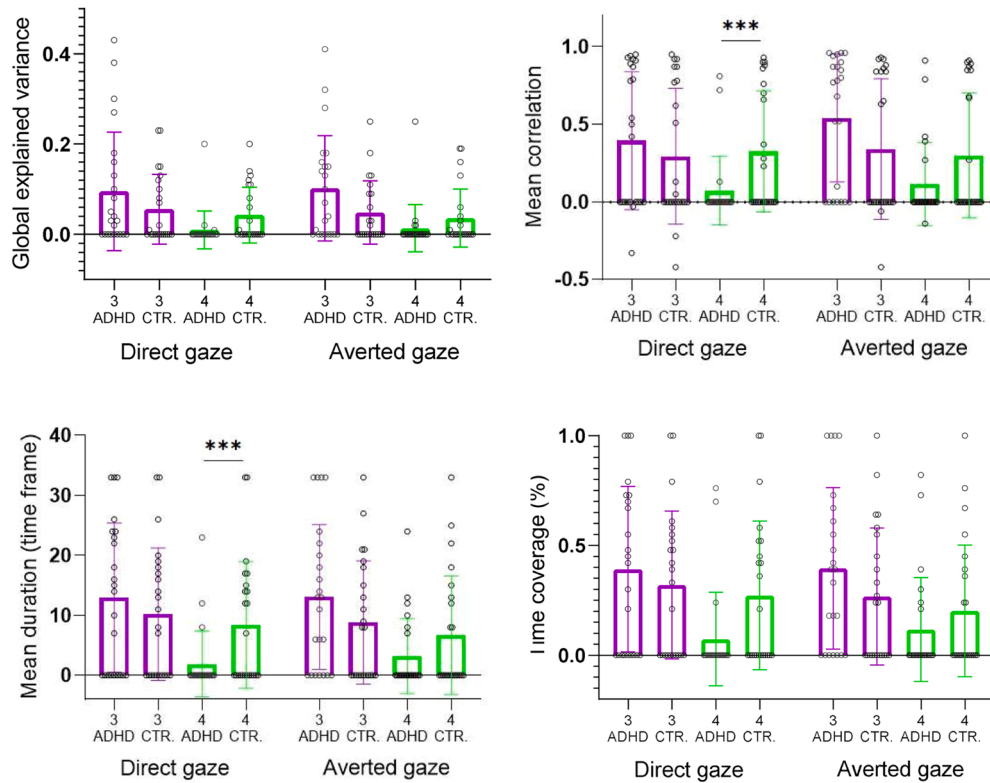 Global explained variance
0.4
0.2
0.0
3 3 4 4 3 3 4 4
ADHD CTR. ADHD CTR. ADHD CTR. ADHD CTR.
Direct gaze Averted gaze
Mean correlation
1.0
0.5
0.0
-0.5
***
3 3 4 4 3 3 4 4
ADHD CTR. ADHD CTR. ADHD CTR. ADHD CTR.
Direct gaze Averted gaze
Mean duration (time frame)
40
30
20
10
0
***
3 3 4 4 3 3 4 4
ADHD CTR. ADHD CTR. ADHD CTR. ADHD CTR.
Direct gaze Averted gaze
Time coverage (%)
1.0
0.5
0.0
3 3 4 4 3 3 4 4
ADHD CTR. ADHD CTR. ADHD CTR. ADHD CTR.
Direct gaze Averted gaze